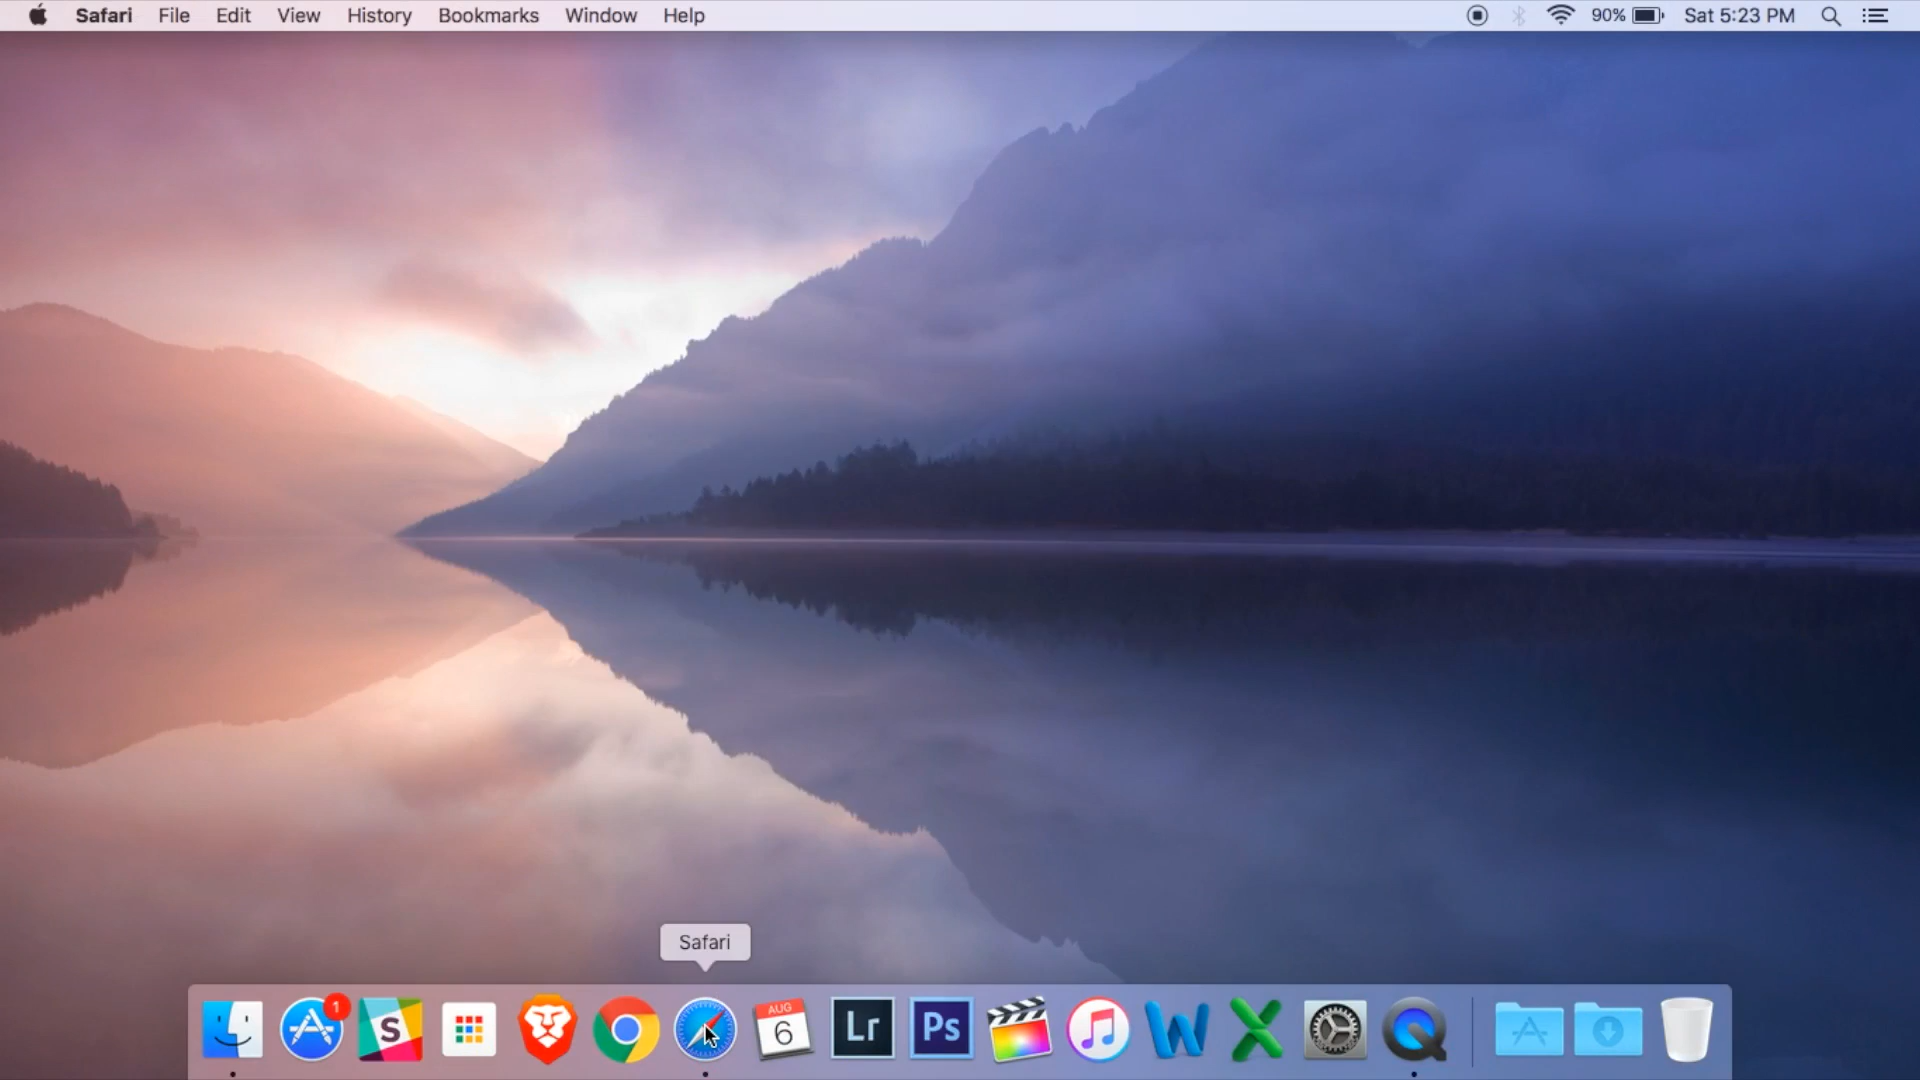 Safari File Edit View History Bookmarks Window Help 90% Sat 5:23 PM
Safari
1
S
AUG
6
Lr
Ps
W
X